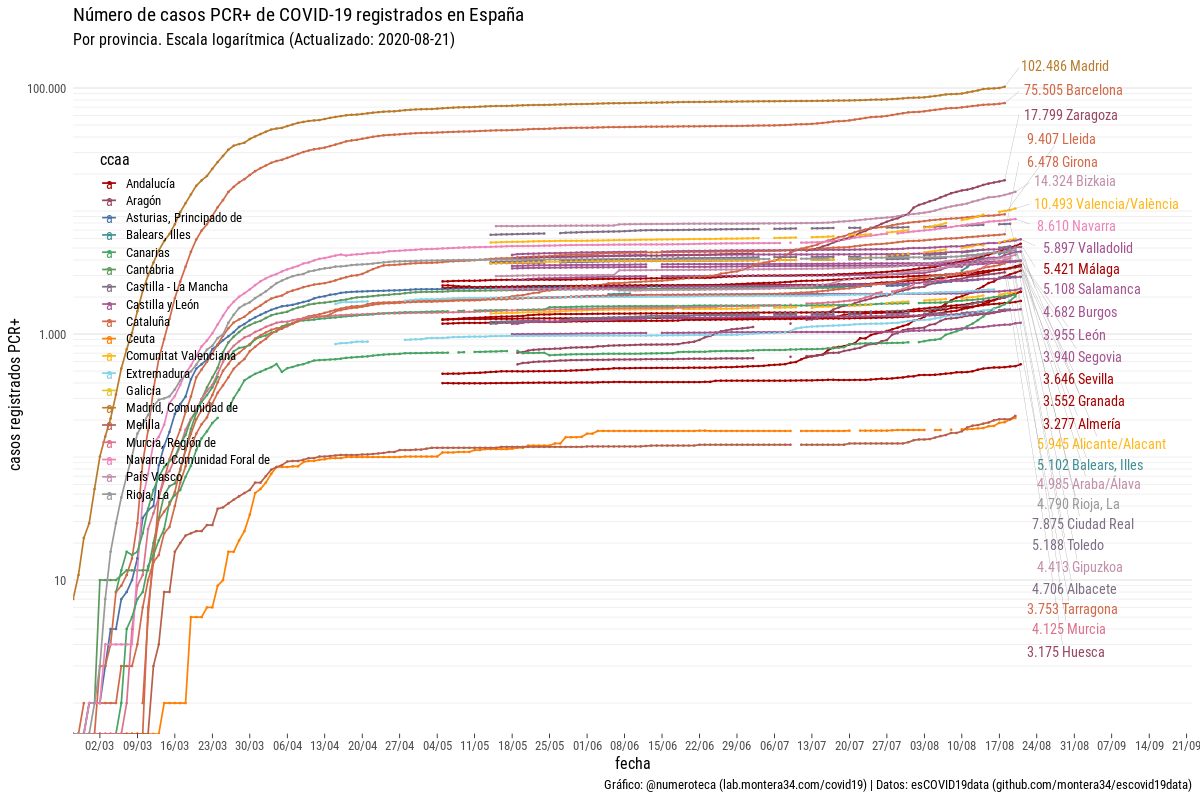 Número de casos PCR+ de COVID-19 registrados en España
Por provincia. Escala logarítmica (Actualizado: 2020-08-21)
102.486 Madrid
100.000
75.505 Barcelona
17.799 Zaragoza
9.407 Lleida
6.478 Girona
14.324 Bizkaia
10.493 Valencia/València
8.610 Navarra
5.897 Valladolid
5.421 Málaga
5.108 Salamanca
4.682 Burgos
3.955 León
3.940 Segovia
3.646 Sevilla
3.552 Granada
3.277 Almería
5.945 Alicante/Alacant
5.102 Balears, Illes
4.985 Araba/Álava
4.790 Rioja, La
7.875 Ciudad Real
5.188 Toledo
4.413 Gipuzkoa
4.706 Albacete
3.753 Tarragona
4.125 Murcia
3.175 Huesca
ccaa
Andalucía
Aragón
Asturias, Principado de
Balears, Illes
Canarias
Cantabria
Castilla - La Mancha
Castilla y León
Cataluña
Ceuta
Comunitat Valenciana
Extremadura
Galicia
Madrid, Comunidad de
Melilla
Murcia, Región de
Navarra, Comunidad Foral de
País Vasco
Rioja, La
1.000
10
casos registrados PCR+
02/03 09/03 16/03 23/03 30/03 06/04 13/04 20/04 27/04 04/05 11/05 18/05 25/05 01/06 08/06 15/06 22/06 29/06 06/07 13/07 20/07 27/07 03/08 10/08 17/08 24/08 31/08 07/09 14/09 21/09
fecha
Gráfico: @numeroteca (lab.montera34.com/covid19) | Datos: esCOVID19data (github.com/montera34/escovid19data)